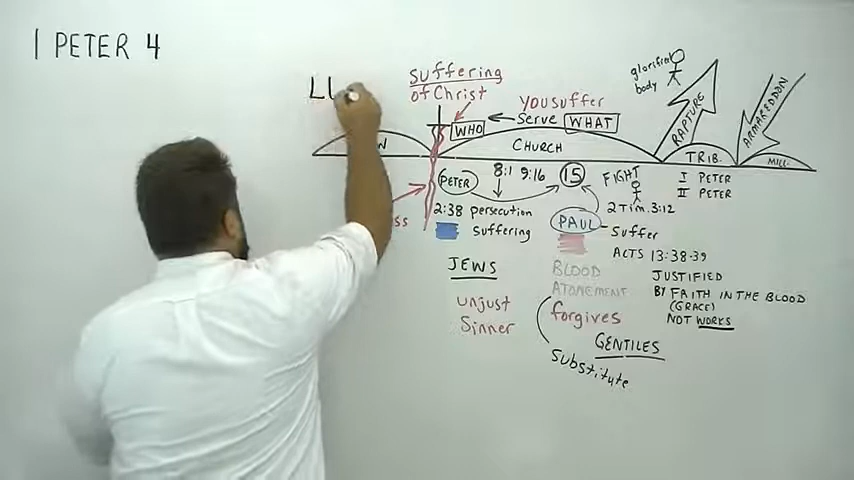 1 PETER 4
LU
Suffering
of Christ
you suffer
Serve WHAT
WHO
glorified
body
RAPTURE
ARMAGEDDON
N
CHURCH
TRIB.
MILL.
PETER
8:1 9:16
15
FIGHT
I PETER
II PETER
2:38 persecution
suffering
ss
2 Tim. 3:12
PAUL - Suffer
ACTS 13:38-39
JEWS
BLOOD
ATONEMENT
JUSTIFIED
BY FAITH IN THE BLOOD
(GRACE)
NOT WORKS
unjust
Sinner
forgives
GENTILES
Substitute